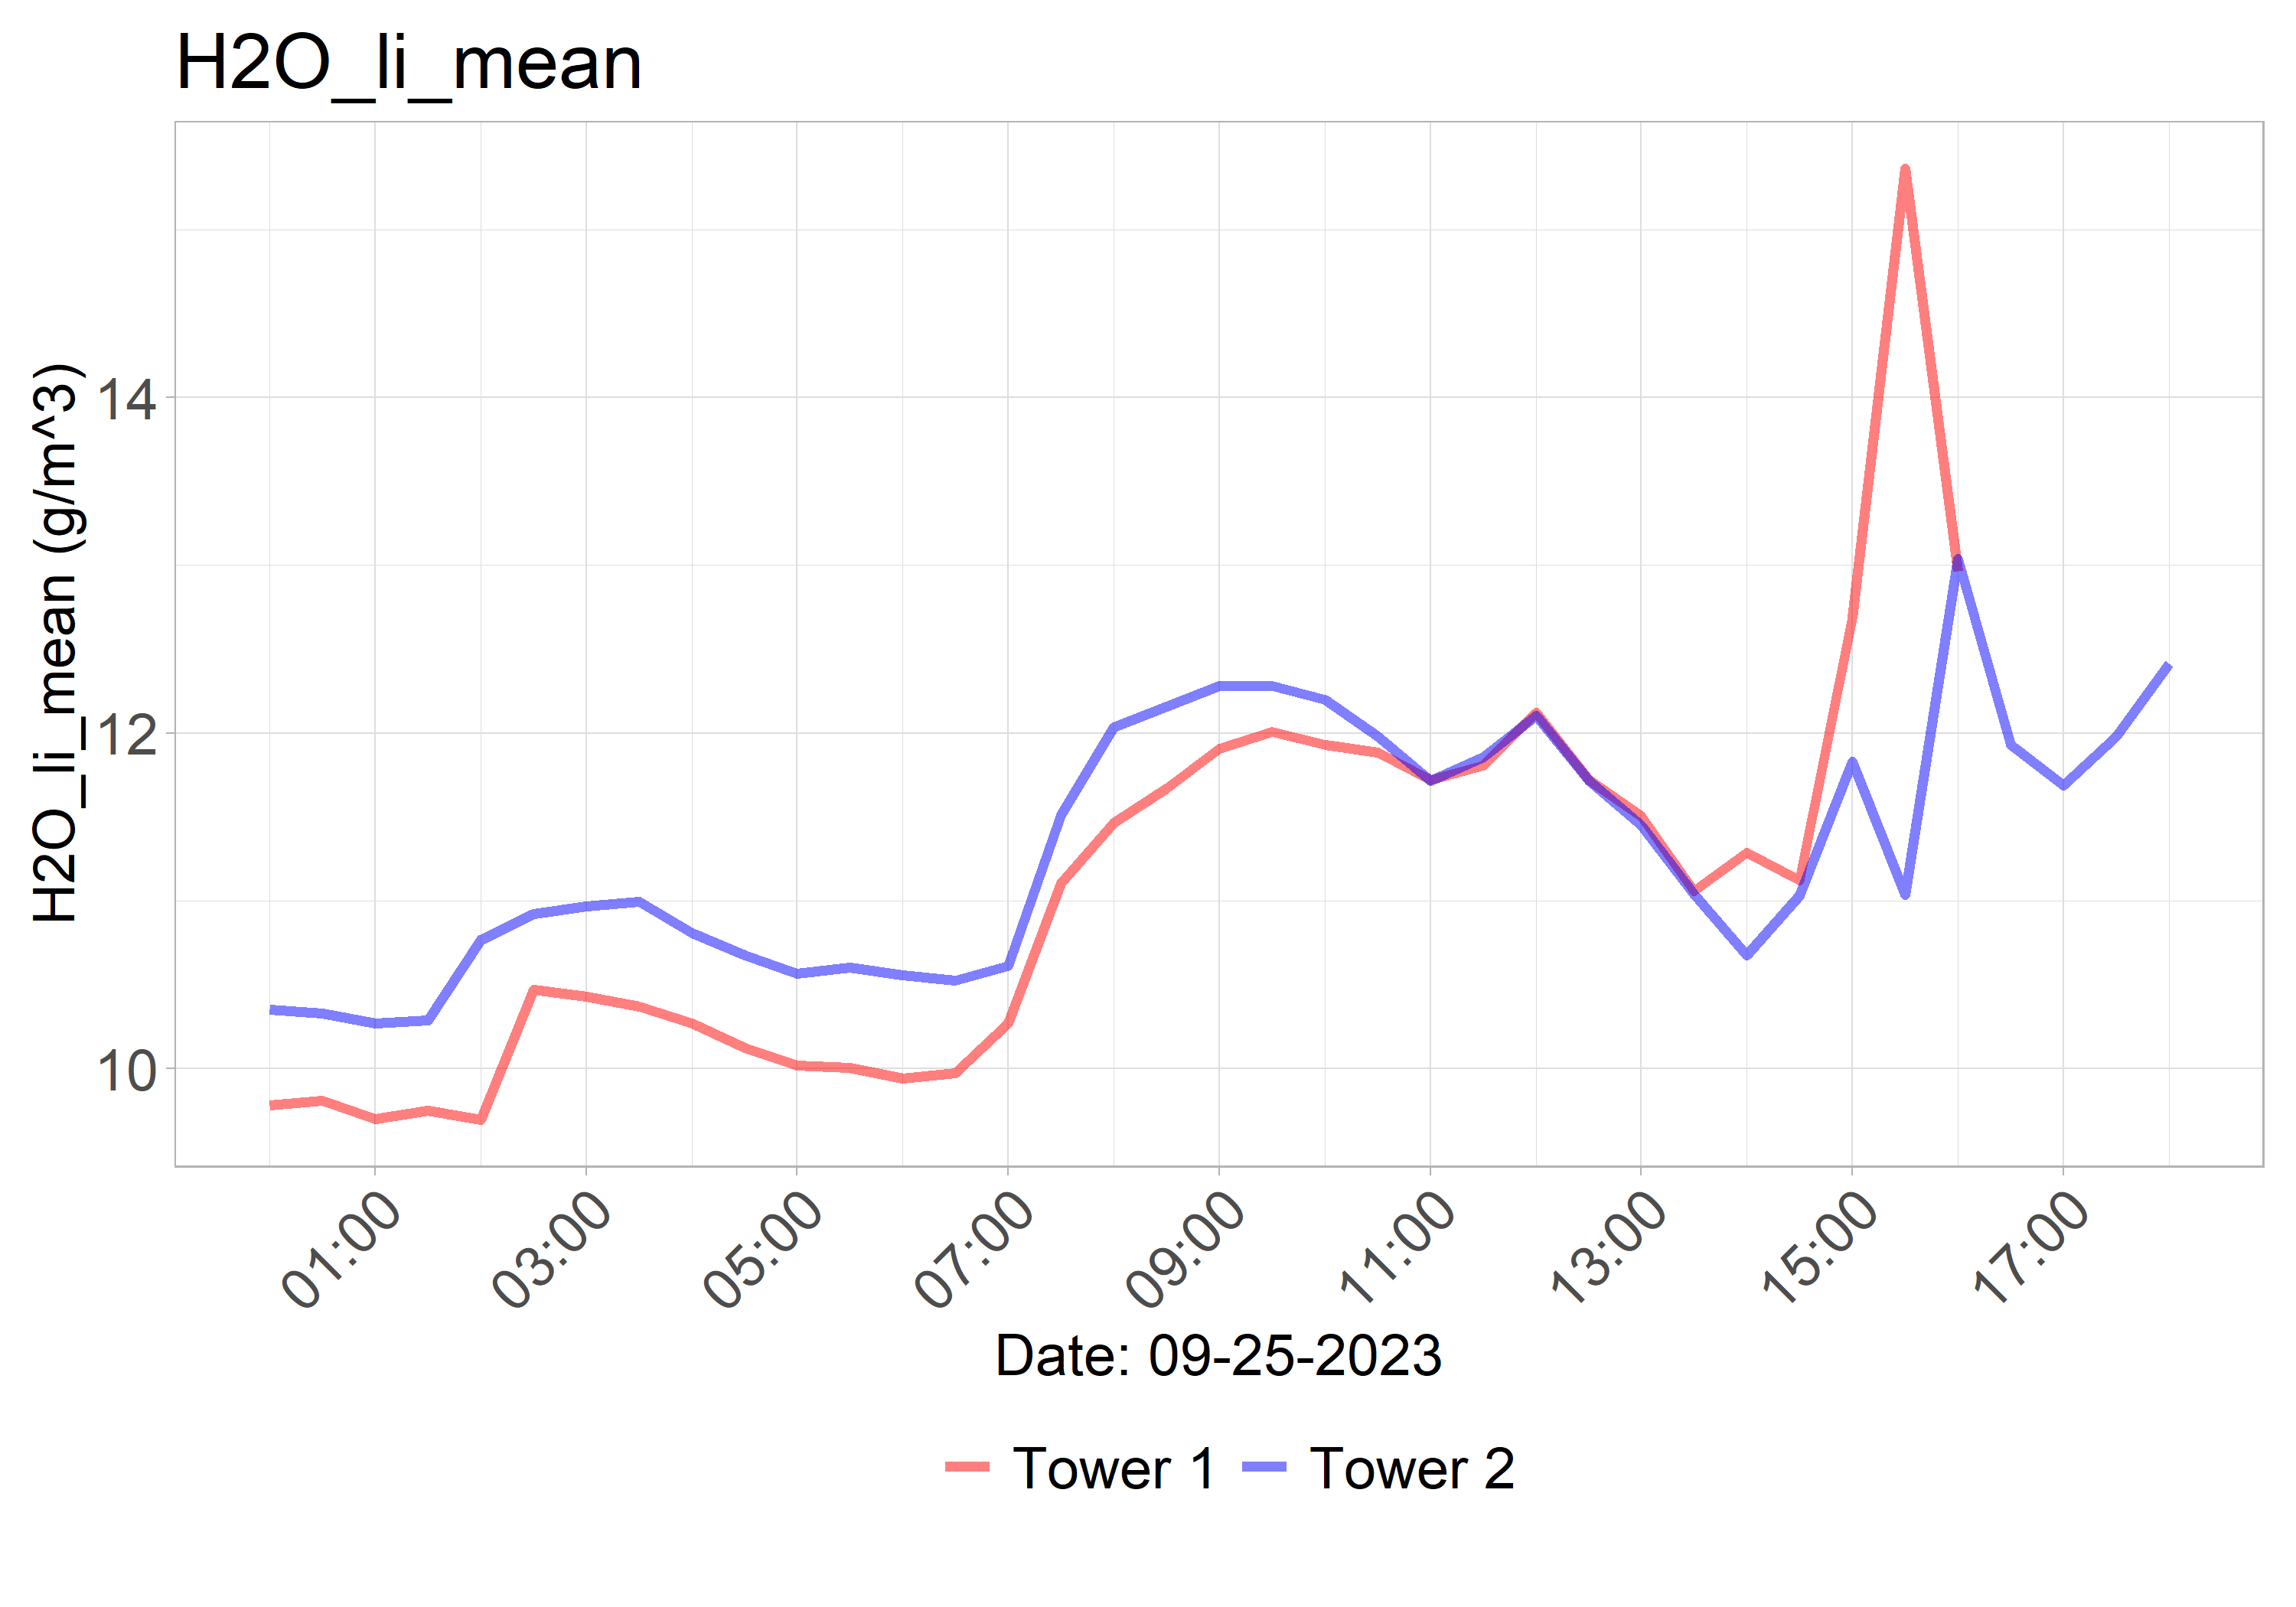 H2O_li_mean
H2O_li_mean (g/m^3)
14
12
10
01:00 03:00 05:00 07:00 09:00 11:00 13:00 15:00 17:00
Date: 09-25-2023
Tower 1 Tower 2